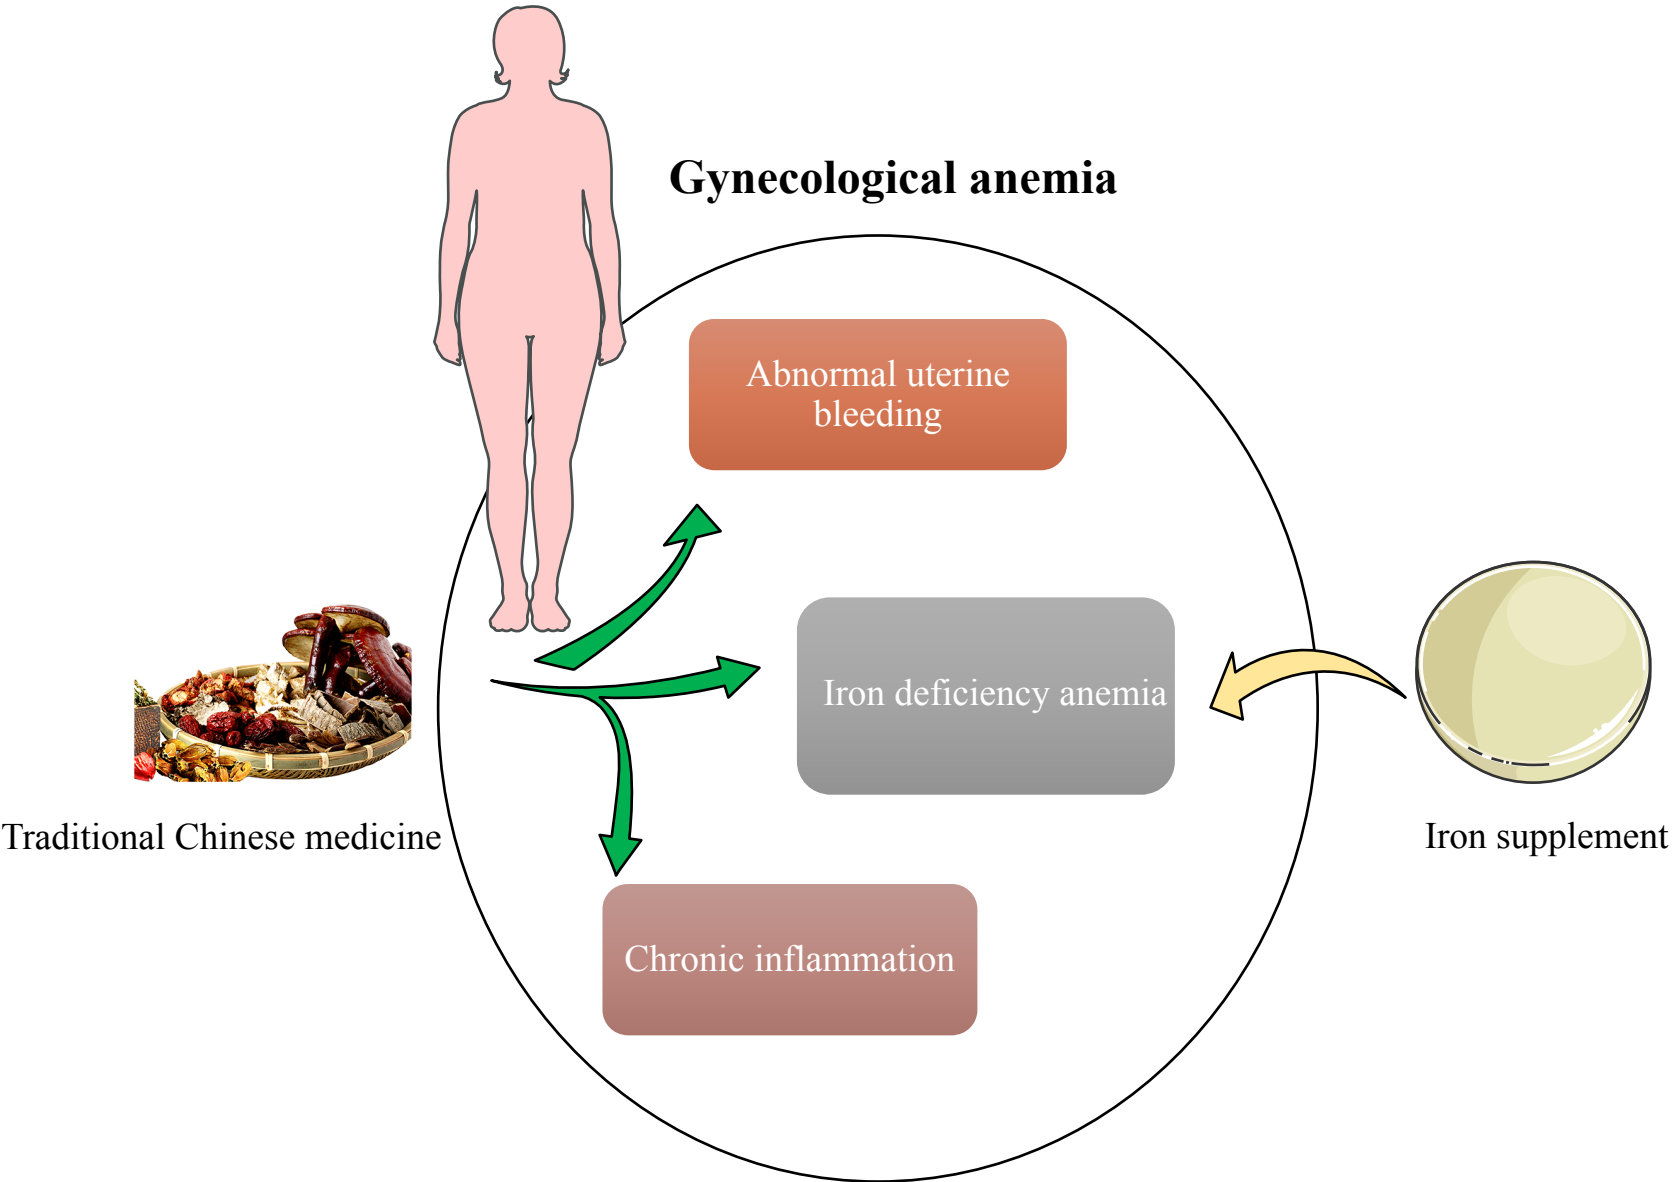 Gynecological anemia
Abnormal uterine
bleeding
Iron deficiency anemia
Traditional Chinese medicine
Iron supplement
Chronic inflammation